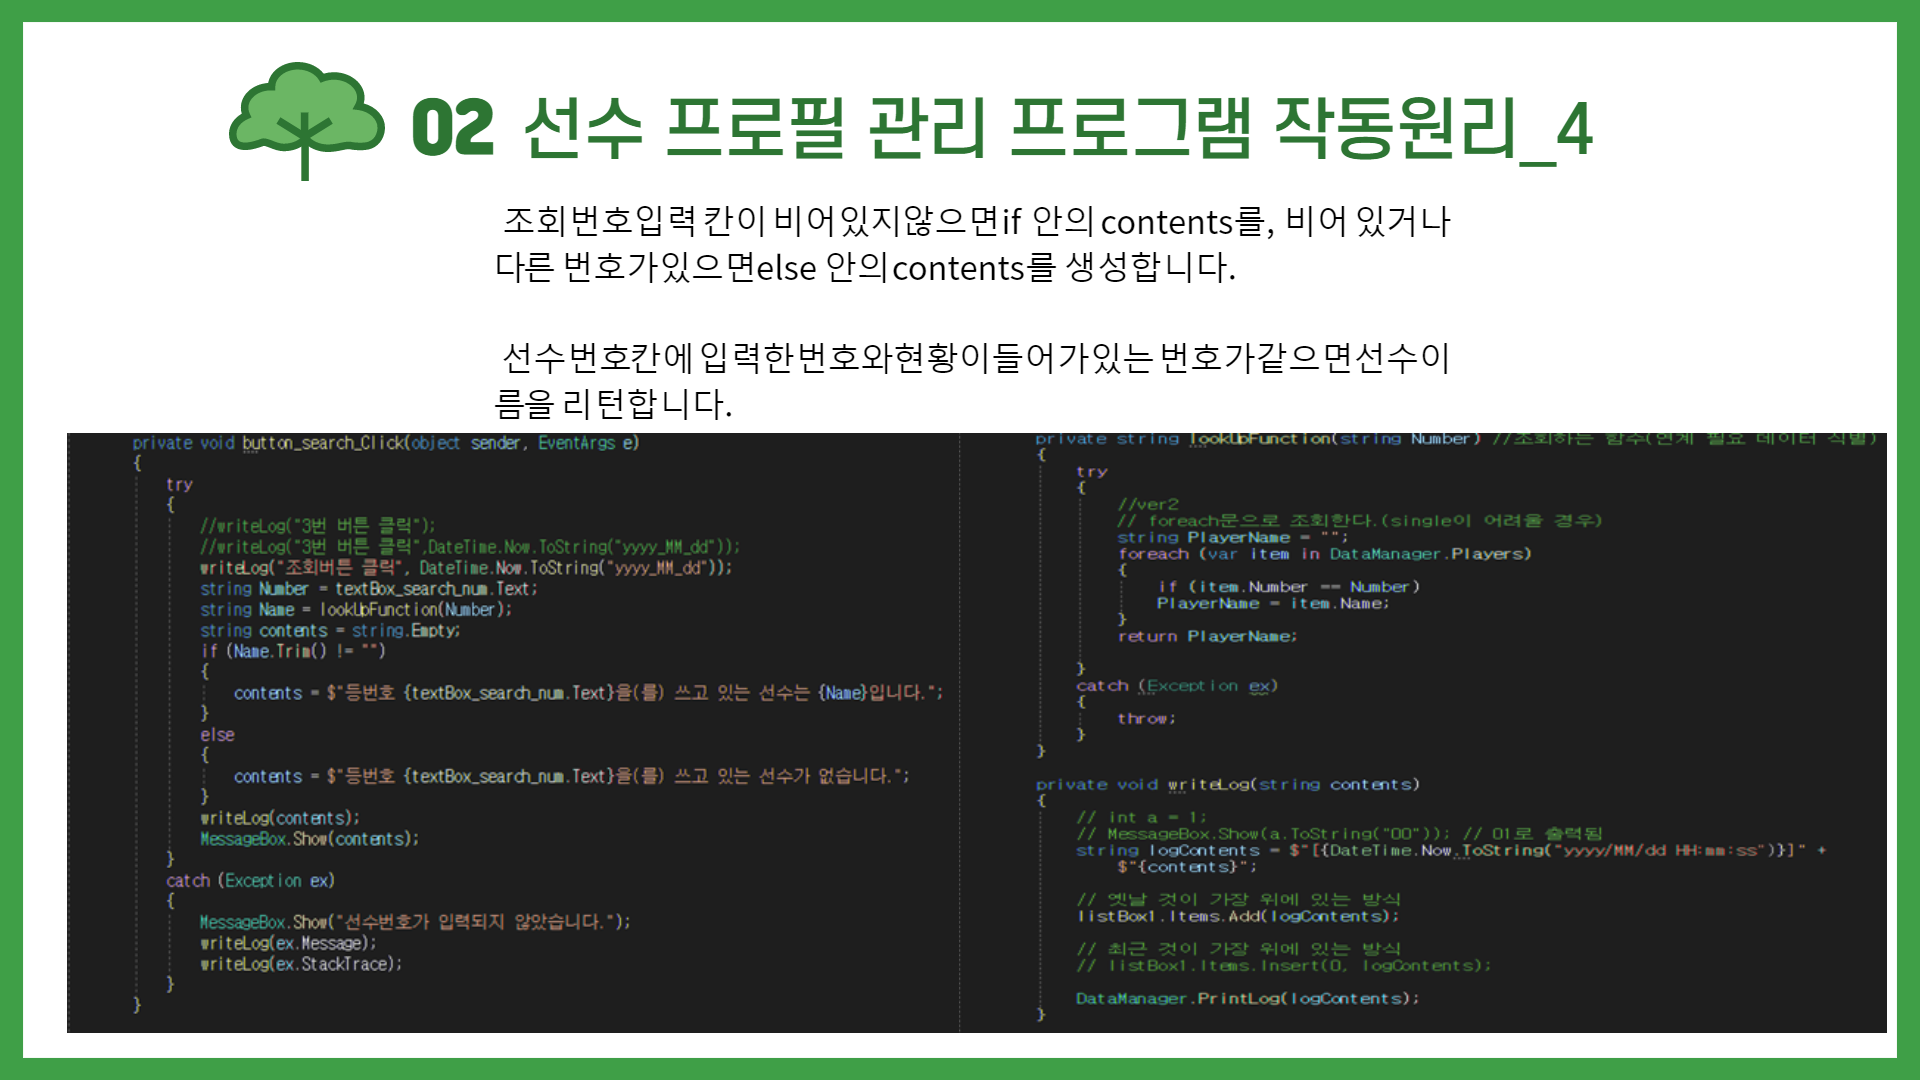 02 선수 프로필 관리 프로그램 작동원리_4
조회번호입력 칸이 비어있지않으면if 안의 contents를, 비어 있거나
다른 번호가있으면else 안의contents를 생성합니다.
선수번호칸에 입력한번호와현황이들어가있는 번호가같으면선수이
름을 리턴합니다.
private void button_search_Click(object sender, EventArgs e)
{
try
{
//writeLog("3번 버튼 클릭");
//writeLog("3번 버튼 클릭",DateTime.Now.ToString("yyyy_MM_dd"));
writeLog("조회버튼 클릭", DateTime.Now.ToString("yyyy_MM_dd"));
string Number = textBox_search_num.Text;
string Name = lookUpFunction(Number);
string contents = string.Empty;
if (Name.Trim() != "")
{
contents = $"등번호 {textBox_search_num.Text}을(를) 쓰고 있는 선수는 {Name}입니다.";
}
else
{
contents = $"등번호 {textBox_search_num.Text}을(를) 쓰고 있는 선수가 없습니다.";
}
writeLog(contents);
MessageBox.Show(contents);
}
catch (Exception ex)
{
MessageBox.Show("선수번호가 입력되지 않았습니다.");
writeLog(ex.Message);
writeLog(ex.StackTrace);
}
}
private string lookUpFunction(string Number) //조회하는 함수(연계 필요 데이터 식별)
{
try
{
//ver2
// foreach문으로 조회한다.(single이 어려울 경우)
string PlayerName = "";
foreach (var item in DataManager.Players)
{
if (item.Number == Number)
PlayerName = item.Name;
}
return PlayerName;
}
catch (Exception ex)
{
throw;
}
}
private void writeLog(string contents)
{
// int a = 1;
// MessageBox.Show(a.ToString("00")); // 01로 출력됨
string logContents = $"[{DateTime.Now.ToString("yyyy/MM/dd HH:mm:ss")}]" +
$"{contents}";
// 옛날 것이 가장 위에 있는 방식
listBox1.Items.Add(logContents);
// 최근 것이 가장 위에 있는 방식
// listBox1.Items.Insert(0, logContents);
DataManager.PrintLog(logContents);
}